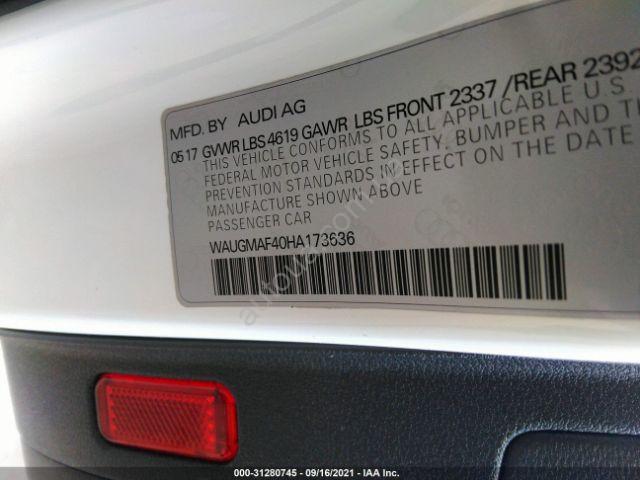 MFD. BY AUDI AG
0517 GVWR LBS 4619 GAWR LBS FRONT 2337 / REAR 2392
THIS VEHICLE CONFORMS TO ALL APPLICABLE U.S
FEDERAL MOTOR VEHICLE SAFETY. BUMPER AND TH
PREVENTION STANDARDS IN EFFECT ON THE DATE
MANUFACTURE SHOWN ABOVE
PASSENGER CAR
WAUGMAF40HA173636
000-31280745 - 09/16/2021 - IAA Inc.